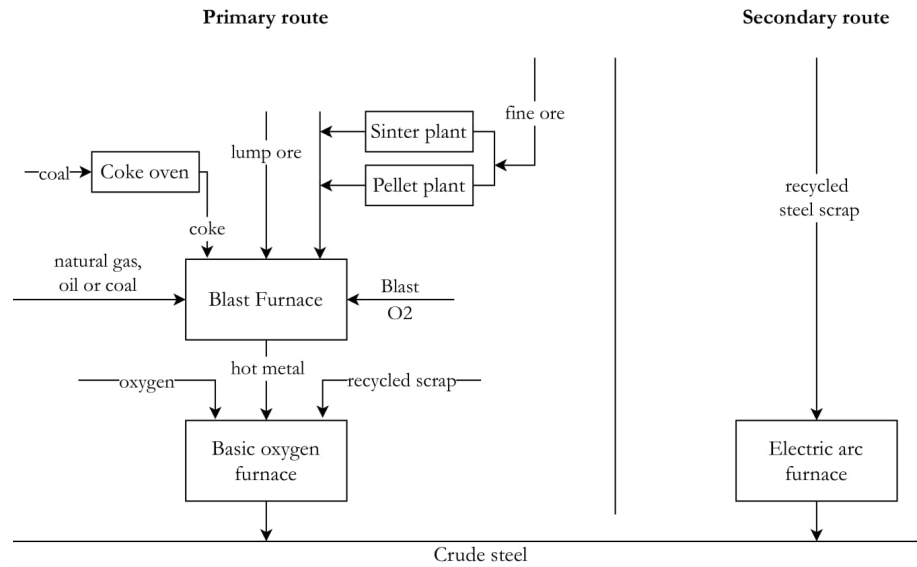 Primary route
Secondary route
fine ore
Sinter plant
lump ore
coal
Coke oven
Pellet plant
recycled
steel scrap
coke
natural gas,
oil or coal
Blast Furnace
Blast
O2
hot metal
oxygen
recycled scrap
Basic oxygen
furnace
Electric arc
furnace
Crude steel